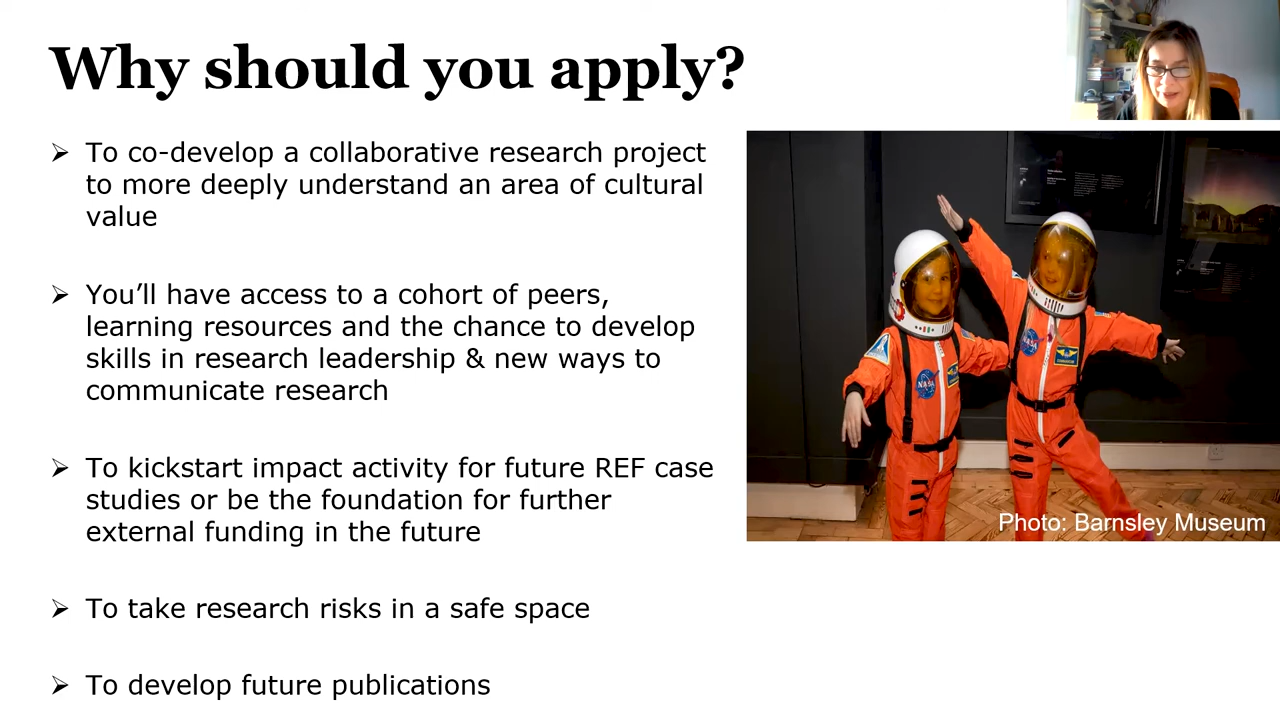 Why should you apply?
➢ To co-develop a collaborative research project
to more deeply understand an area of cultural
value
➢ You’ll have access to a cohort of peers,
learning resources and the chance to develop
skills in research leadership & new ways to
communicate research
➢ To kickstart impact activity for future REF case
studies or be the foundation for further
external funding in the future
➢ To take research risks in a safe space
➢ To develop future publications
NASA
NASA
Photo: Barnsley Museum